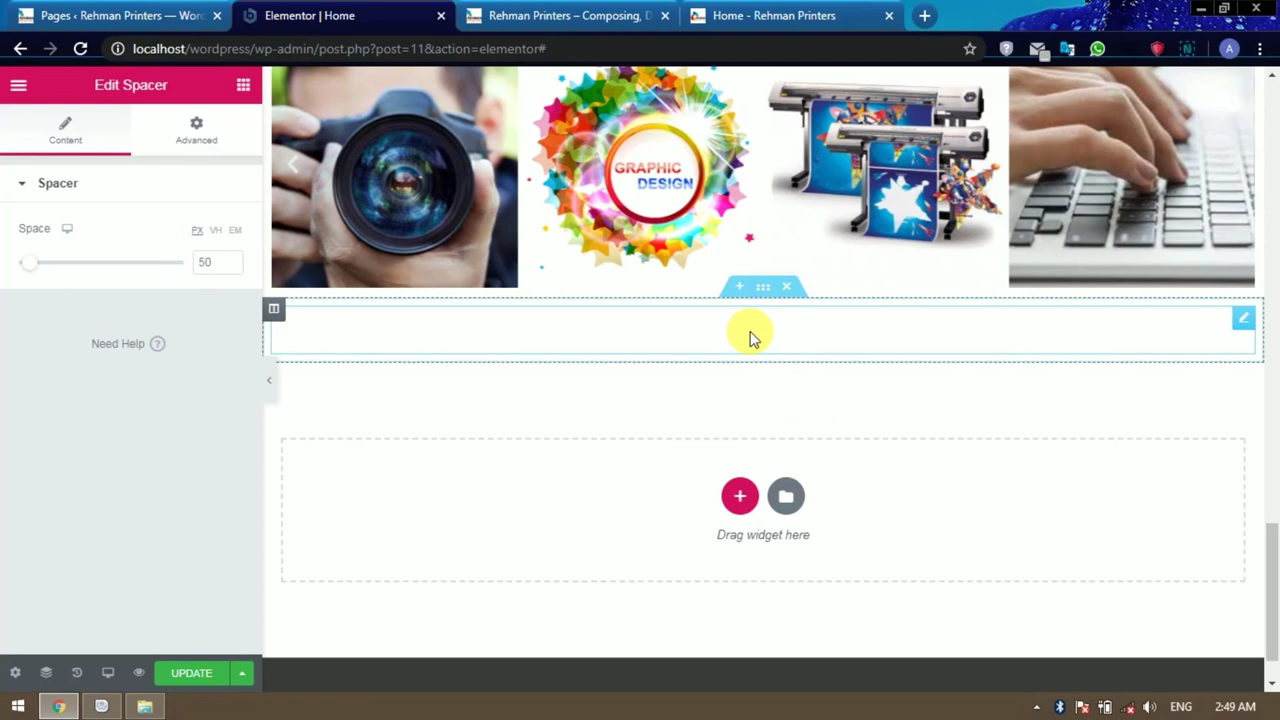 Pages ‹ Rehman Printers — Word
Elementor | Home
Rehman Printers – Composing, D
Home - Rehman Printers
localhost/wordpress/wp-admin/post.php?post=11&action=elementor#
A
Edit Spacer
Content
Advanced
Spacer
Space
PX VH EM
50
Need Help ?
GRAPHIC
DESIGN
Drag widget here
UPDATE
ENG
2:49 AM